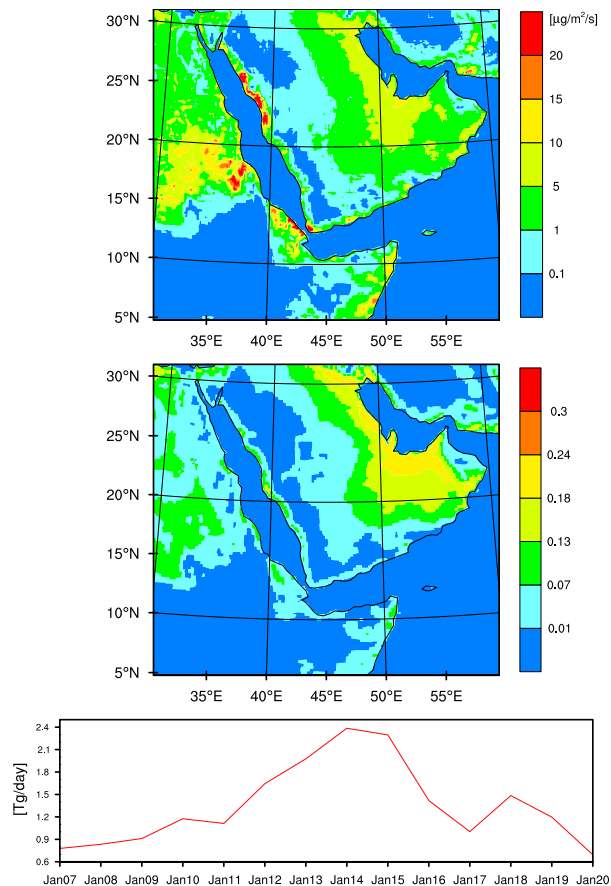 30°N
[µg/m²/s]
20
25°N
15
20°N
10
5
15°N
1
10°N
0.1
5°N
35°E 40°E 45°E 50°E 55°E
30°N
0.3
25°N
0.24
20°N
0.18
0.13
15°N
0.07
10°N
0.01
5°N
35°E 40°E 45°E 50°E 55°E
[Tg/day]
2.4
2.1
1.8
1.5
1.2
0.9
0.6
Jan07 Jan08 Jan09 Jan10 Jan11 Jan12 Jan13 Jan14 Jan15 Jan16 Jan17 Jan18 Jan19 Jan20